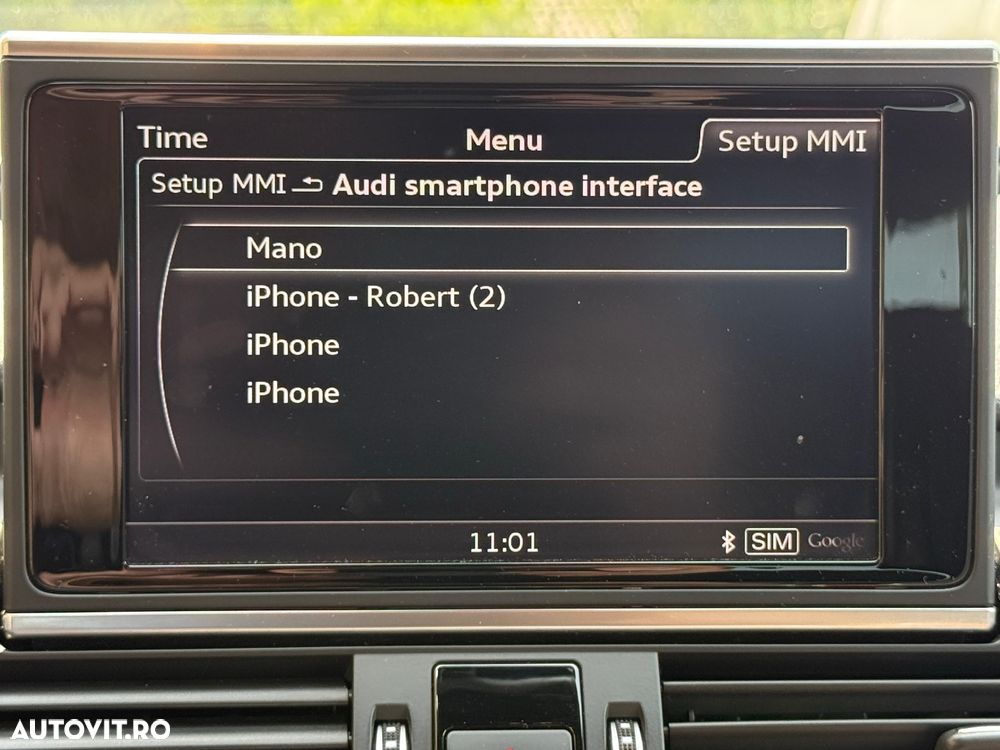 Time Menu Setup MMI
Setup MMI Audi smartphone interface
Mano
iPhone - Robert (2)
iPhone
iPhone
11:01 SIM Google
AUTOVIT.RO